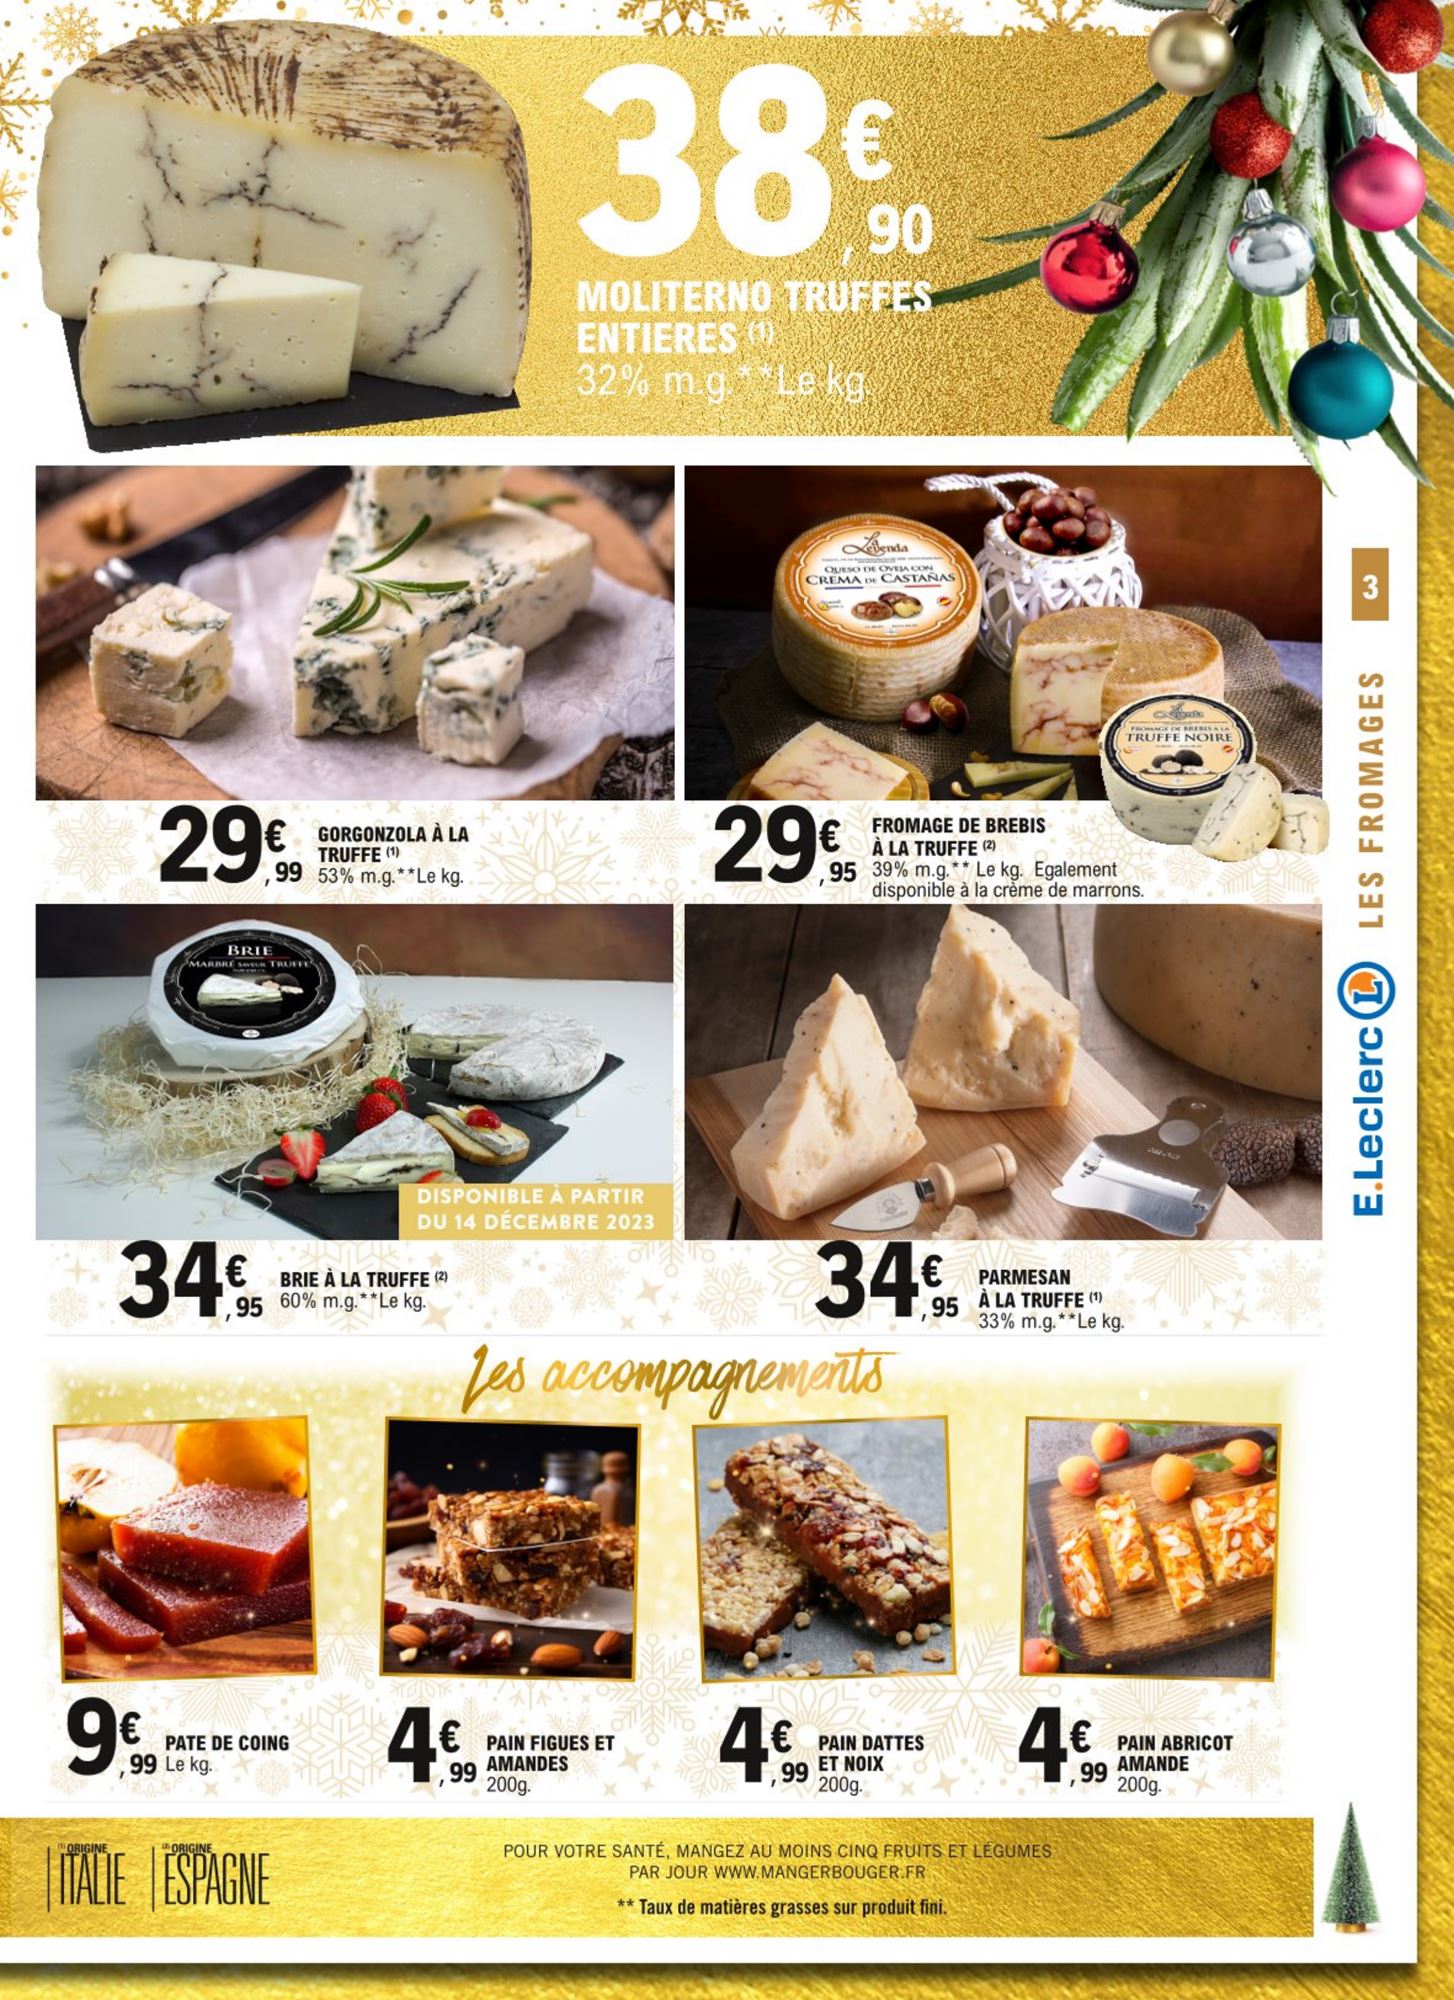 38€,90
MOLITERNO TRUFFES
ENTIERES (1)
32% m.g.**Le kg.
La Leyenda
QUESO DE OVEJA CON
CREMA DE CASTAÑAS
La Leyenda
FROMAGE DE BREBIS A LA
TRUFFE NOIRE
3
LES FROMAGES
E.Leclerc L
29€,99
GORGONZOLA À LA
TRUFFE (1)
53% m.g.**Le kg.
29€,95
FROMAGE DE BREBIS
À LA TRUFFE (2)
39% m.g.** Le kg. Egalement
disponible à la crème de marrons.
BRIE
MARBRÉ SAVEUR TRUFFE
DISPONIBLE À PARTIR
DU 14 DÉCEMBRE 2023
34€,95
BRIE À LA TRUFFE (2)
60% m.g.**Le kg.
34€,95
PARMESAN
À LA TRUFFE (1)
33% m.g.**Le kg.
Les accompagnements
9€,99
PATE DE COING
Le kg.
4€,99
PAIN FIGUES ET
AMANDES
200g.
4€,99
PAIN DATTES
ET NOIX
200g.
4€,99
PAIN ABRICOT
AMANDE
200g.
(1) ORIGINE
ITALIE
(2) ORIGINE
ESPAGNE
POUR VOTRE SANTÉ, MANGEZ AU MOINS CINQ FRUITS ET LÉGUMES
PAR JOUR WWW.MANGERBOUGER.FR
** Taux de matières grasses sur produit fini.